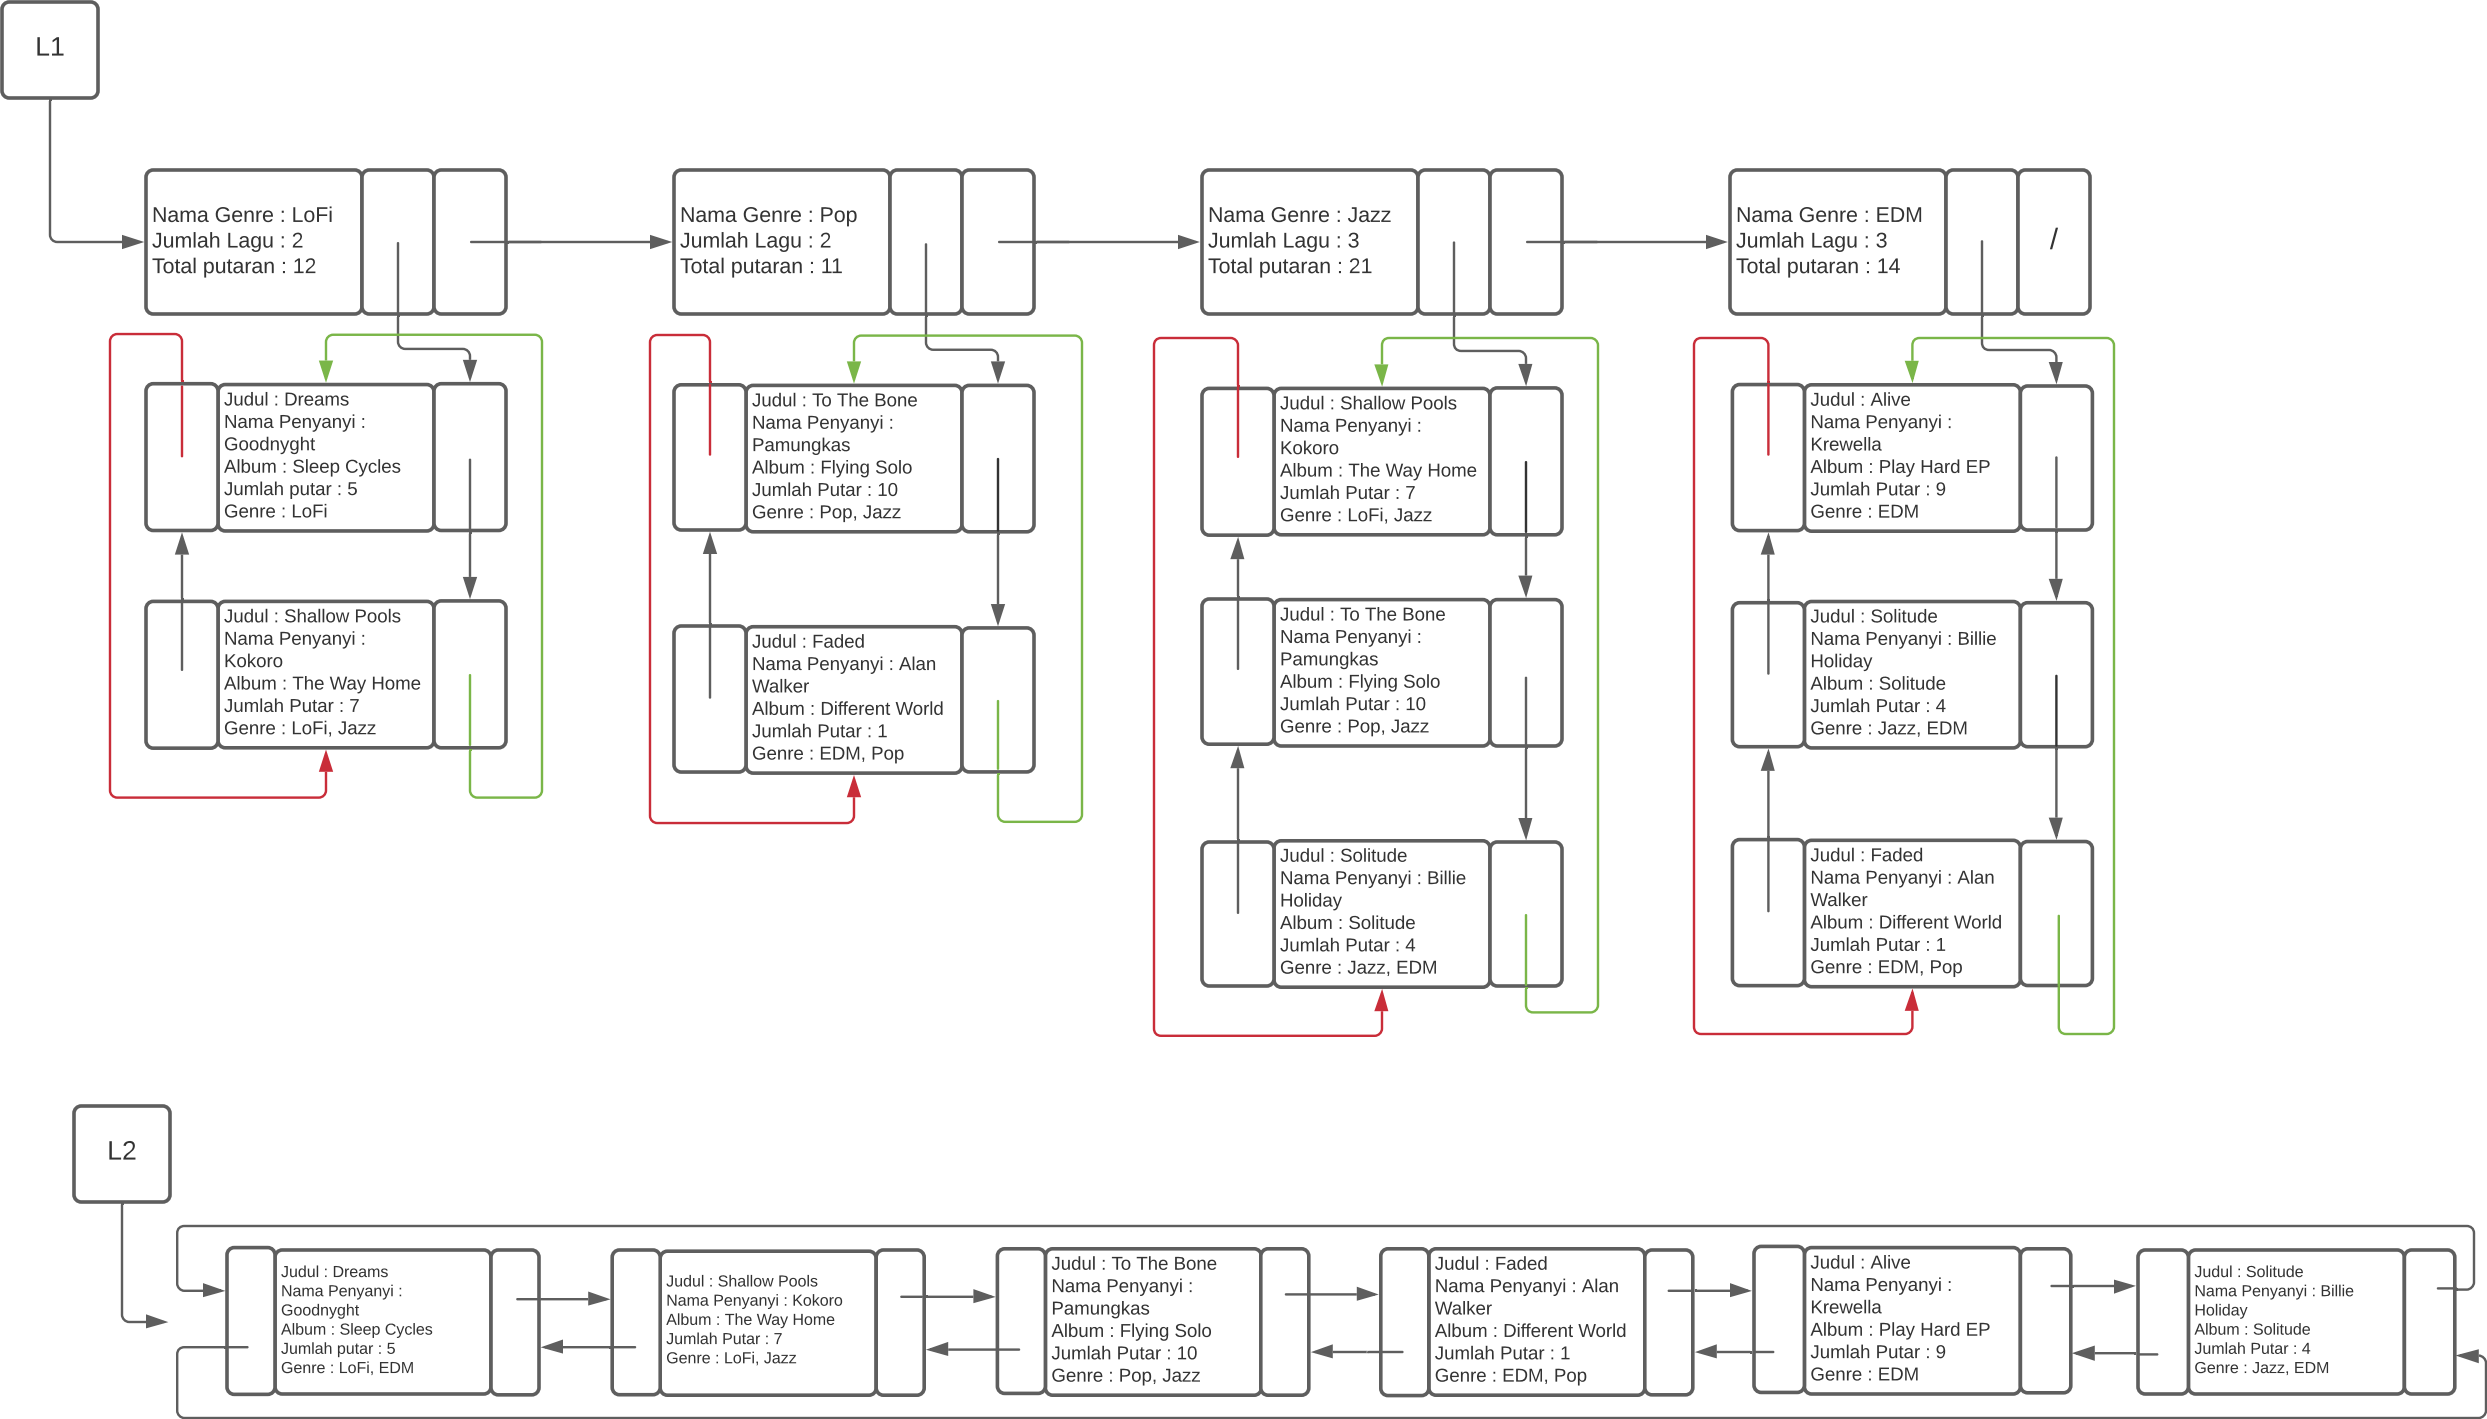 L1
Nama Genre : LoFi
Jumlah Lagu : 2
Total putaran : 12
Nama Genre : Pop
Jumlah Lagu : 2
Total putaran : 11
Nama Genre : Jazz
Jumlah Lagu : 3
Total putaran : 21
Nama Genre : EDM
Jumlah Lagu : 3
Total putaran : 14
/
Judul : Dreams
Nama Penyanyi :
Goodnyght
Album : Sleep Cycles
Jumlah putar : 5
Genre : LoFi
Judul : To The Bone
Nama Penyanyi :
Pamungkas
Album : Flying Solo
Jumlah Putar : 10
Genre : Pop, Jazz
Judul : Shallow Pools
Nama Penyanyi :
Kokoro
Album : The Way Home
Jumlah Putar : 7
Genre : LoFi, Jazz
Judul : Alive
Nama Penyanyi :
Krewella
Album : Play Hard EP
Jumlah Putar : 9
Genre : EDM
Judul : Shallow Pools
Nama Penyanyi :
Kokoro
Album : The Way Home
Jumlah Putar : 7
Genre : LoFi, Jazz
Judul : Faded
Nama Penyanyi : Alan
Walker
Album : Different World
Jumlah Putar : 1
Genre : EDM, Pop
Judul : To The Bone
Nama Penyanyi :
Pamungkas
Album : Flying Solo
Jumlah Putar : 10
Genre : Pop, Jazz
Judul : Solitude
Nama Penyanyi : Billie
Holiday
Album : Solitude
Jumlah Putar : 4
Genre : Jazz, EDM
Judul : Solitude
Nama Penyanyi : Billie
Holiday
Album : Solitude
Jumlah Putar : 4
Genre : Jazz, EDM
Judul : Faded
Nama Penyanyi : Alan
Walker
Album : Different World
Jumlah Putar : 1
Genre : EDM, Pop
L2
Judul : Dreams
Nama Penyanyi :
Goodnyght
Album : Sleep Cycles
Jumlah putar : 5
Genre : LoFi, EDM
Judul : Shallow Pools
Nama Penyanyi : Kokoro
Album : The Way Home
Jumlah Putar : 7
Genre : LoFi, Jazz
Judul : To The Bone
Nama Penyanyi :
Pamungkas
Album : Flying Solo
Jumlah Putar : 10
Genre : Pop, Jazz
Judul : Faded
Nama Penyanyi : Alan
Walker
Album : Different World
Jumlah Putar : 1
Genre : EDM, Pop
Judul : Alive
Nama Penyanyi :
Krewella
Album : Play Hard EP
Jumlah Putar : 9
Genre : EDM
Judul : Solitude
Nama Penyanyi : Billie
Holiday
Album : Solitude
Jumlah Putar : 4
Genre : Jazz, EDM